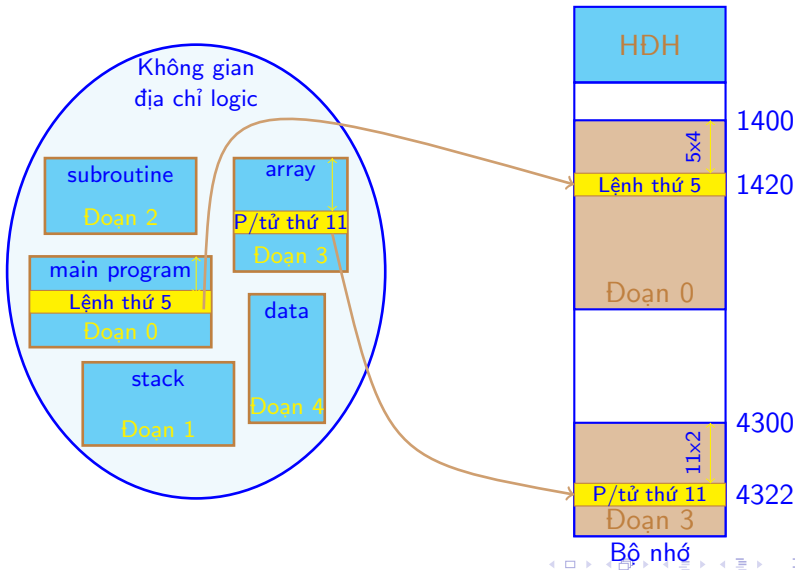 Không gian
địa chỉ logic
subroutine
Đoạn 2
array
P/tử thứ 11
Đoạn 3
main program
Lệnh thứ 5
Đoạn 0
data
Đoạn 4
stack
Đoạn 1
HĐH
1400
5x4
Lệnh thứ 5
1420
Đoạn 0
4300
11x2
P/tử thứ 11
4322
Đoạn 3
Bộ nhớ